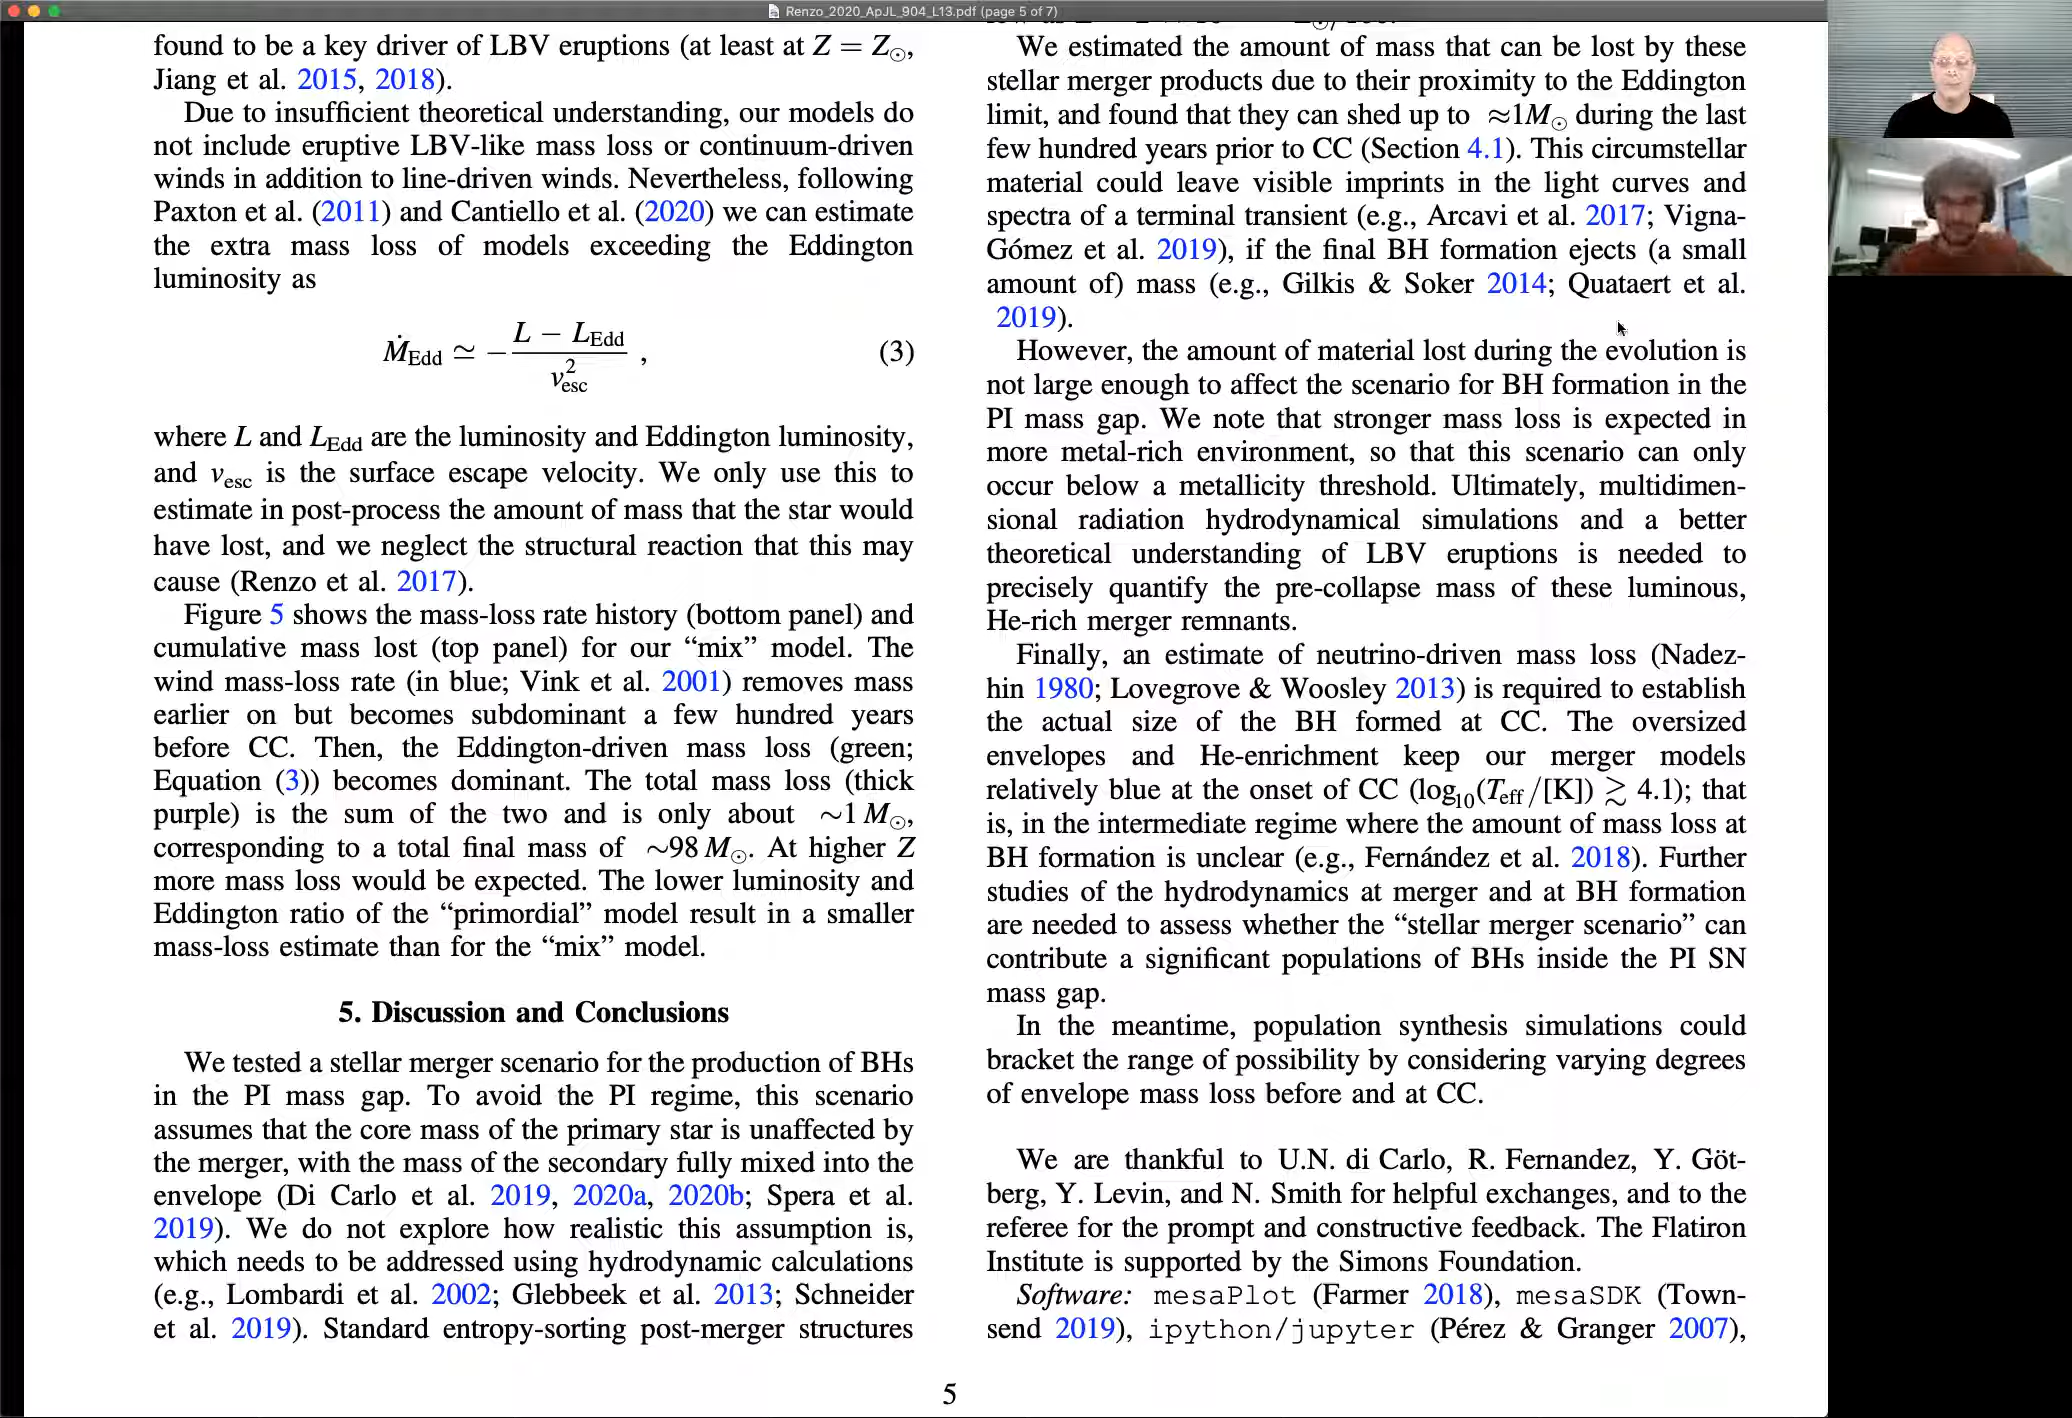 Renzo_2020_ApJL_904_L13.pdf (page 5 of 7)
found to be a key driver of LBV eruptions (at least at Z = Z⊙,
Jiang et al. 2015, 2018).
Due to insufficient theoretical understanding, our models do
not include eruptive LBV-like mass loss or continuum-driven
winds in addition to line-driven winds. Nevertheless, following
Paxton et al. (2011) and Cantiello et al. (2020) we can estimate
the extra mass loss of models exceeding the Eddington
luminosity as
Ṁ_Edd ≃ − (L − L_Edd) / v²_esc , (3)
where L and L_Edd are the luminosity and Eddington luminosity,
and v_esc is the surface escape velocity. We only use this to
estimate in post-process the amount of mass that the star would
have lost, and we neglect the structural reaction that this may
cause (Renzo et al. 2017).
Figure 5 shows the mass-loss rate history (bottom panel) and
cumulative mass lost (top panel) for our “mix” model. The
wind mass-loss rate (in blue; Vink et al. 2001) removes mass
earlier on but becomes subdominant a few hundred years
before CC. Then, the Eddington-driven mass loss (green;
Equation (3)) becomes dominant. The total mass loss (thick
purple) is the sum of the two and is only about ∼1 M⊙,
corresponding to a total final mass of ∼98 M⊙. At higher Z
more mass loss would be expected. The lower luminosity and
Eddington ratio of the “primordial” model result in a smaller
mass-loss estimate than for the “mix” model.
5. Discussion and Conclusions
We tested a stellar merger scenario for the production of BHs
in the PI mass gap. To avoid the PI regime, this scenario
assumes that the core mass of the primary star is unaffected by
the merger, with the mass of the secondary fully mixed into the
envelope (Di Carlo et al. 2019, 2020a, 2020b; Spera et al.
2019). We do not explore how realistic this assumption is,
which needs to be addressed using hydrodynamic calculations
(e.g., Lombardi et al. 2002; Glebbeek et al. 2013; Schneider
et al. 2019). Standard entropy-sorting post-merger structures
We estimated the amount of mass that can be lost by these
stellar merger products due to their proximity to the Eddington
limit, and found that they can shed up to ≈1M⊙ during the last
few hundred years prior to CC (Section 4.1). This circumstellar
material could leave visible imprints in the light curves and
spectra of a terminal transient (e.g., Arcavi et al. 2017; Vigna-
Gómez et al. 2019), if the final BH formation ejects (a small
amount of) mass (e.g., Gilkis & Soker 2014; Quataert et al.
2019).
However, the amount of material lost during the evolution is
not large enough to affect the scenario for BH formation in the
PI mass gap. We note that stronger mass loss is expected in
more metal-rich environment, so that this scenario can only
occur below a metallicity threshold. Ultimately, multidimen-
sional radiation hydrodynamical simulations and a better
theoretical understanding of LBV eruptions is needed to
precisely quantify the pre-collapse mass of these luminous,
He-rich merger remnants.
Finally, an estimate of neutrino-driven mass loss (Nadez-
hin 1980; Lovegrove & Woosley 2013) is required to establish
the actual size of the BH formed at CC. The oversized
envelopes and He-enrichment keep our merger models
relatively blue at the onset of CC (log₁₀(T_eff/[K]) ≳ 4.1); that
is, in the intermediate regime where the amount of mass loss at
BH formation is unclear (e.g., Fernández et al. 2018). Further
studies of the hydrodynamics at merger and at BH formation
are needed to assess whether the “stellar merger scenario” can
contribute a significant populations of BHs inside the PI SN
mass gap.
In the meantime, population synthesis simulations could
bracket the range of possibility by considering varying degrees
of envelope mass loss before and at CC.
We are thankful to U.N. di Carlo, R. Fernandez, Y. Göt-
berg, Y. Levin, and N. Smith for helpful exchanges, and to the
referee for the prompt and constructive feedback. The Flatiron
Institute is supported by the Simons Foundation.
Software: mesaPlot (Farmer 2018), mesaSDK (Town-
send 2019), ipython/jupyter (Pérez & Granger 2007),
5